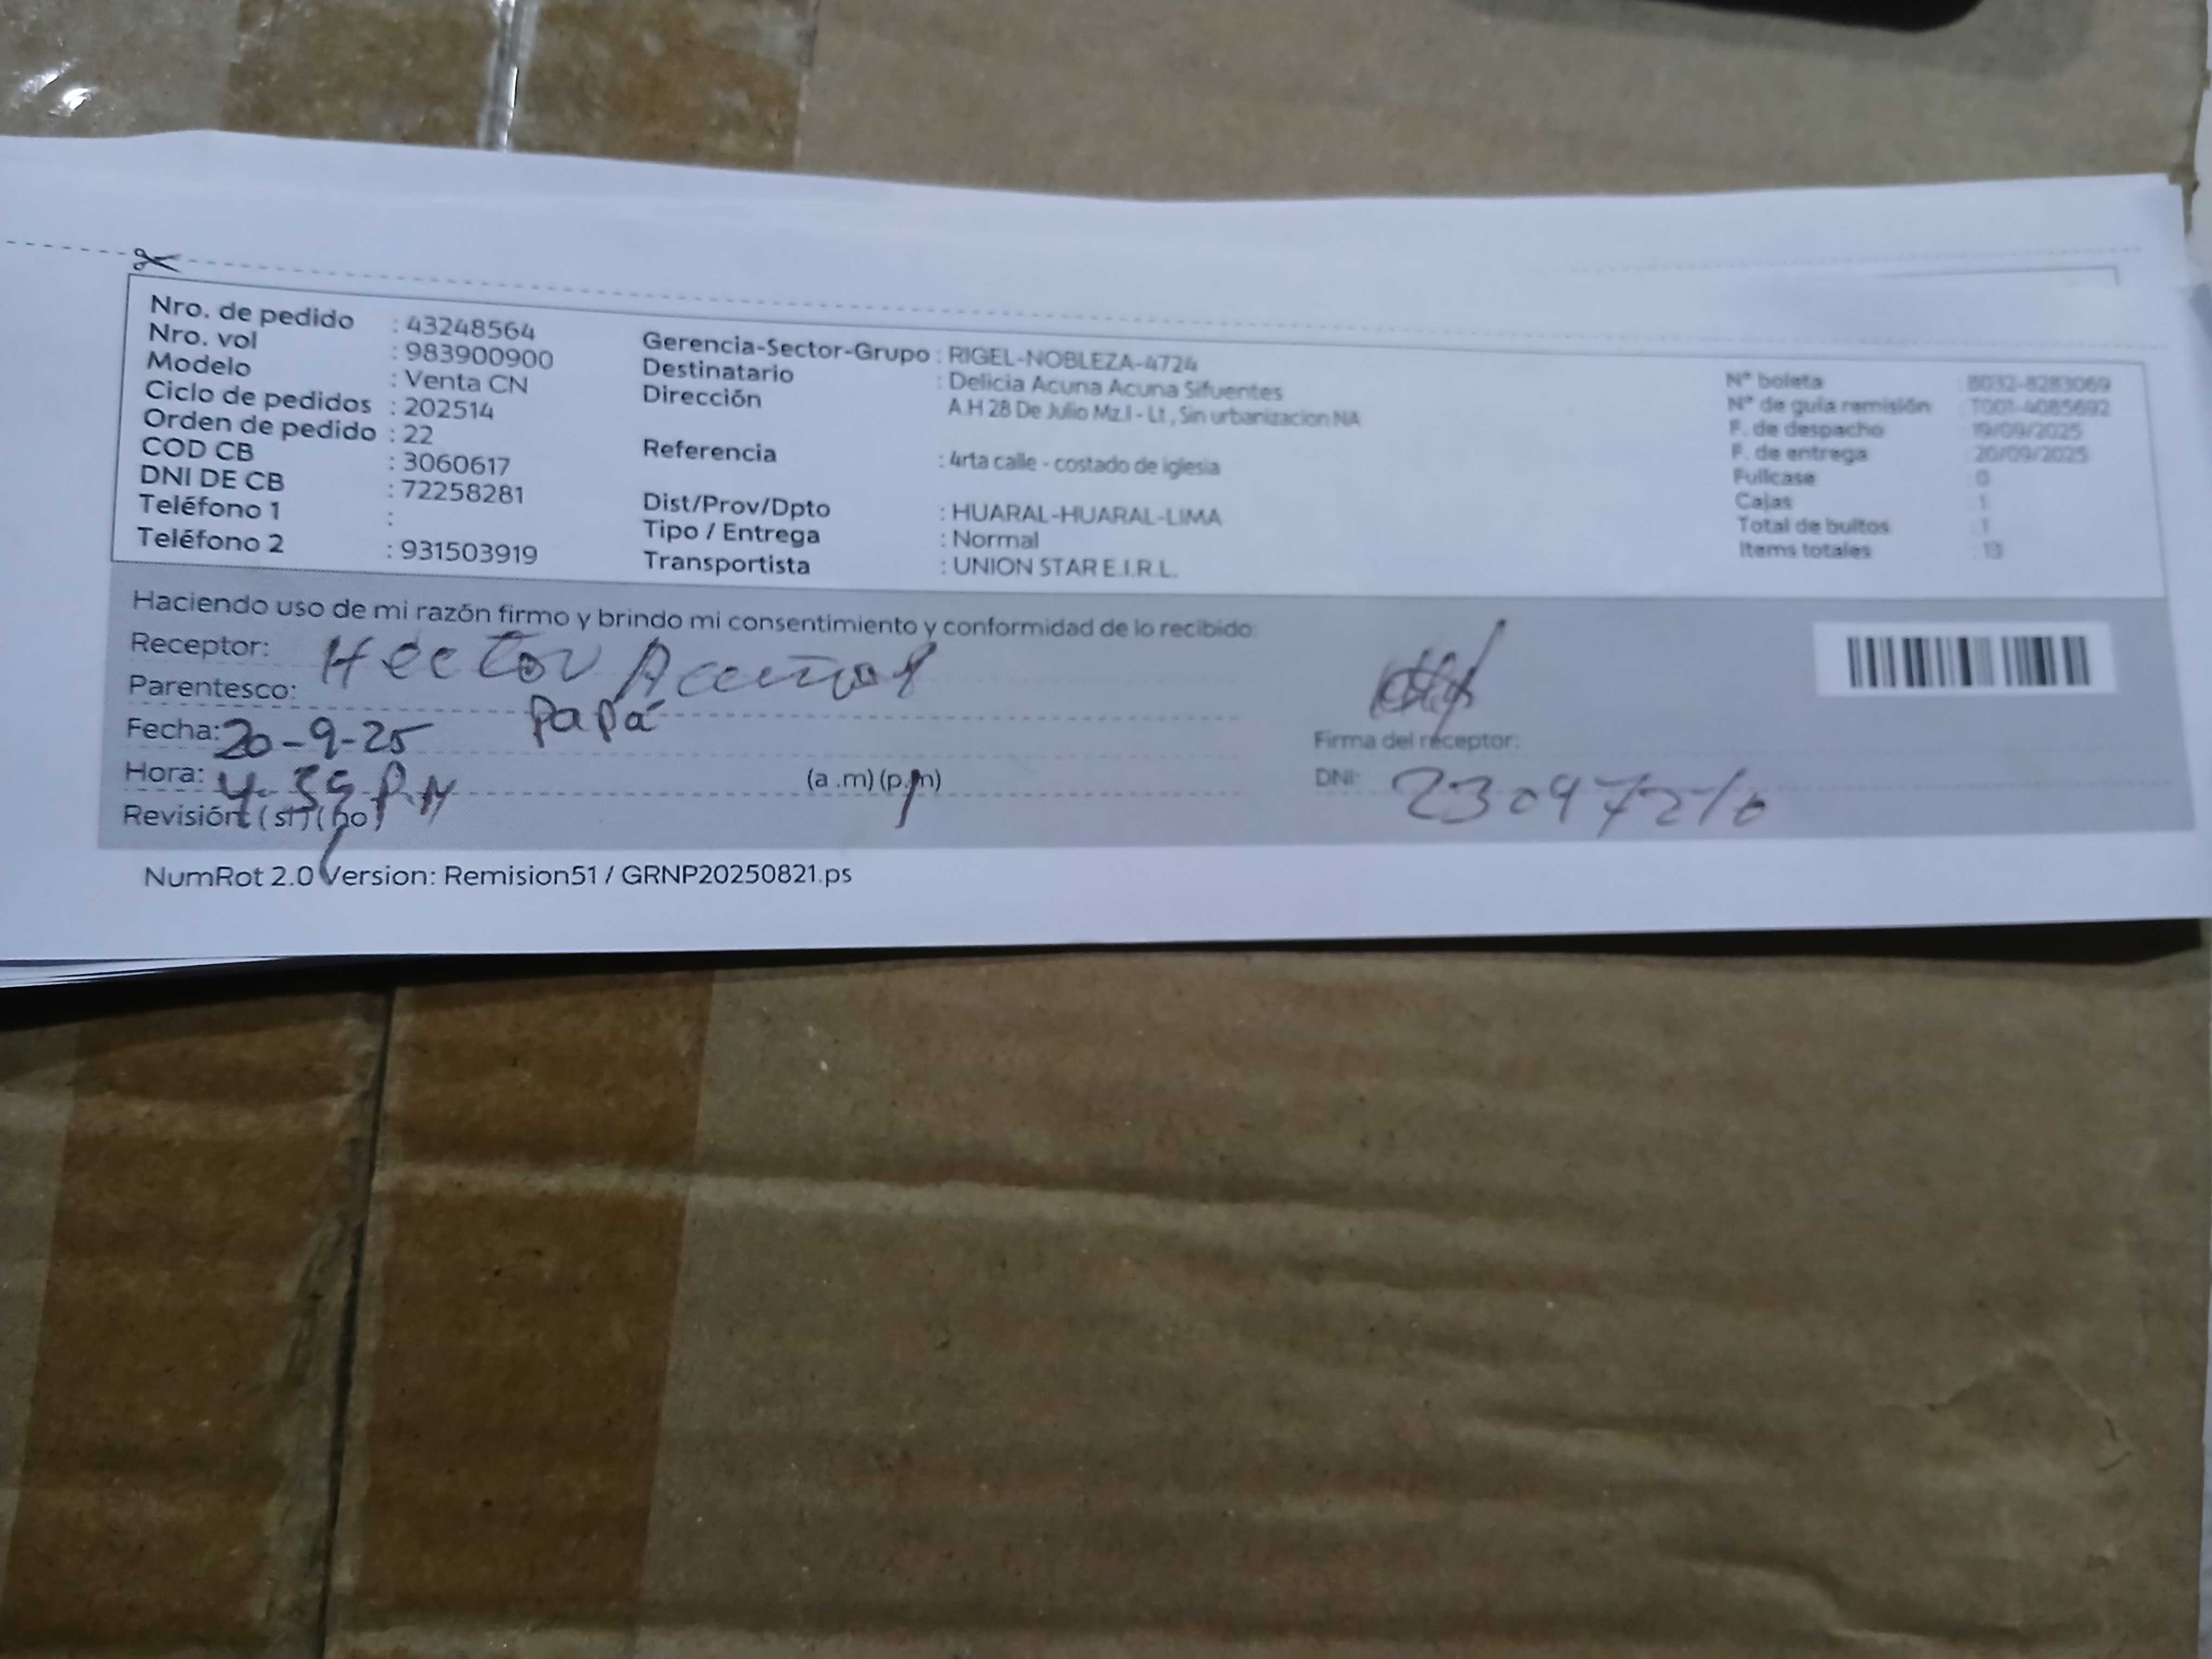 Nro. de pedido : 43248564
Nro. vol : 983900900
Modelo : Venta CN
Ciclo de pedidos : 202514
Orden de pedido : 22
COD CB : 3060617
DNI DE CB : 72258281
Teléfono 1 :
Teléfono 2 : 931503919
Gerencia-Sector-Grupo : RIGEL-NOBLEZA-4724
Destinatario : Delicia Acuna Acuna Sifuentes
Dirección A.H 28 De Julio Mz.I - Lt , Sin urbanizacion NA
Referencia : 4rta calle - costado de iglesia
Dist/Prov/Dpto : HUARAL-HUARAL-LIMA
Tipo / Entrega : Normal
Transportista : UNION STAR E.I.R.L.
N° boleta : B032-8283069
N° de guía remisión : T001-4085692
F. de despacho : 19/09/2025
F. de entrega : 20/09/2025
Fullcase : 0
Cajas : 1
Total de bultos : 1
Items totales : 13
Haciendo uso de mi razón firmo y brindo mi consentimiento y conformidad de lo recibido:
Receptor: Hector
Parentesco: Papá
Fecha: 20-9-25
Hora: 4-39 P.M (a .m) (p.m)
Revisión: (si) (no)
Firma del receptor:
DNI:
NumRot 2.0 Version: Remision51 / GRNP20250821.ps